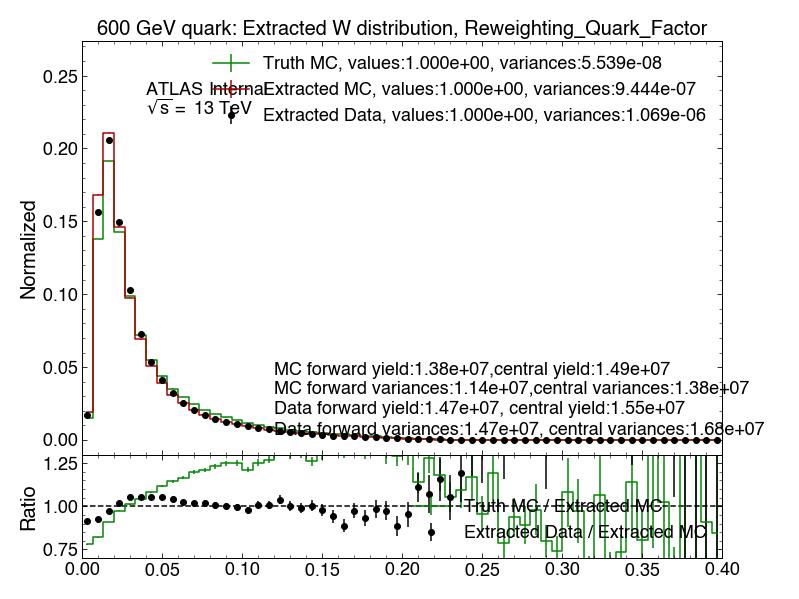 600 GeV quark: Extracted W distribution, Reweighting_Quark_Factor
Truth MC, values:1.000e+00, variances:5.539e-08
ATLAS Internal
Extracted MC, values:1.000e+00, variances:9.444e-07
√s = 13 TeV
Extracted Data, values:1.000e+00, variances:1.069e-06
Normalized
0.25
0.20
0.15
0.10
0.05
0.00
MC forward yield:1.38e+07,central yield:1.49e+07
MC forward variances:1.14e+07,central variances:1.38e+07
Data forward yield:1.47e+07, central yield:1.55e+07
Data forward variances:1.47e+07, central variances:1.68e+07
Ratio
1.25
1.00
0.75
Truth MC / Extracted MC
Extracted Data / Extracted MC
0.00 0.05 0.10 0.15 0.20 0.25 0.30 0.35 0.40